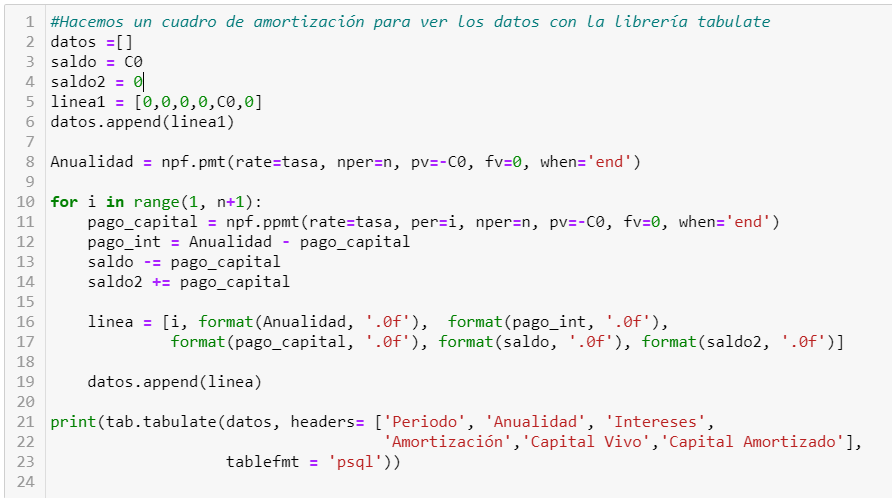 1 #Hacemos un cuadro de amortización para ver los datos con la librería tabulate
2 datos =[]
3 saldo = C0
4 saldo2 = 0
5 linea1 = [0,0,0,0,C0,0]
6 datos.append(linea1)
7
8 Anualidad = npf.pmt(rate=tasa, nper=n, pv=-C0, fv=0, when='end')
9
10 for i in range(1, n+1):
11     pago_capital = npf.ppmt(rate=tasa, per=i, nper=n, pv=-C0, fv=0, when='end')
12     pago_int = Anualidad - pago_capital
13     saldo -= pago_capital
14     saldo2 += pago_capital
15
16     linea = [i, format(Anualidad, '.0f'),  format(pago_int, '.0f'),
17              format(pago_capital, '.0f'), format(saldo, '.0f'), format(saldo2, '.0f')]
18
19     datos.append(linea)
20
21 print(tab.tabulate(datos, headers= ['Periodo', 'Anualidad', 'Intereses',
22                                     'Amortización','Capital Vivo','Capital Amortizado'],
23                    tablefmt = 'psql'))
24